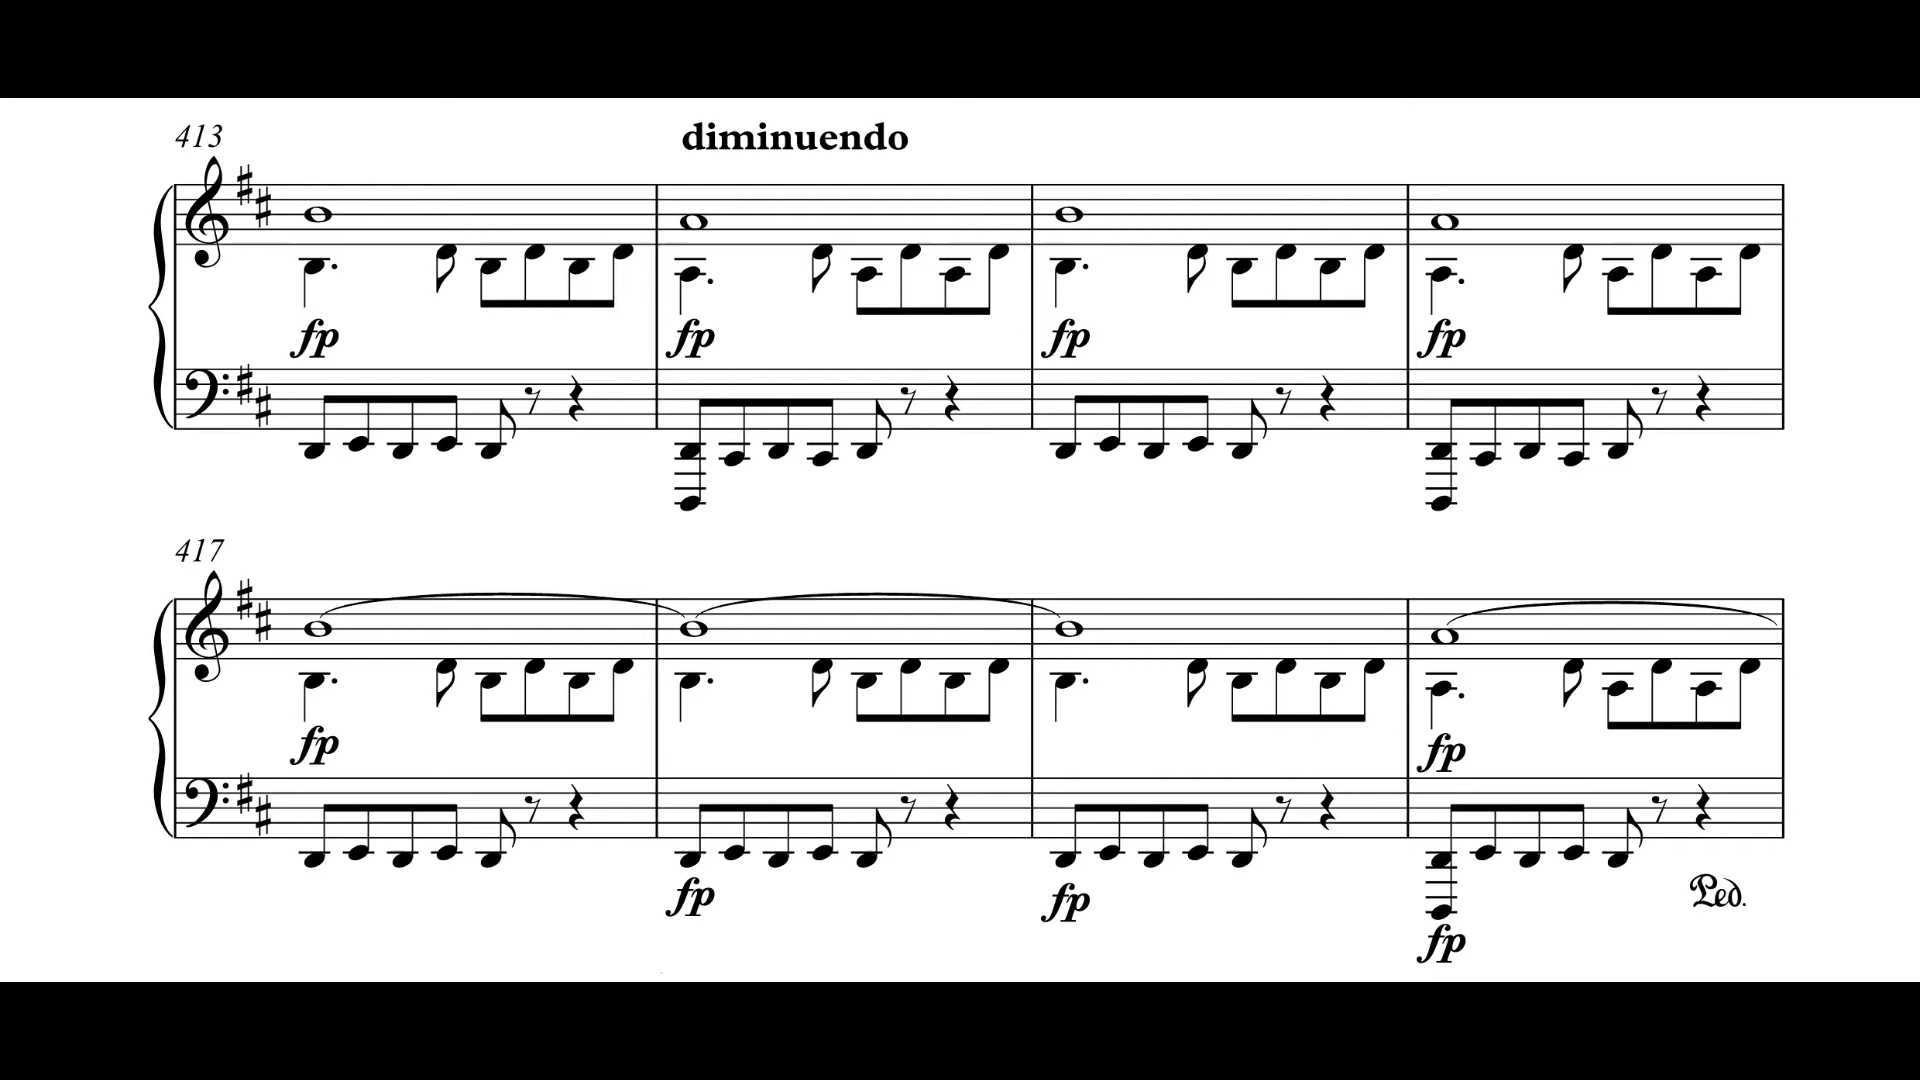 413
diminuendo
fp fp fp fp
417
fp fp
fp fp Ped.
fp